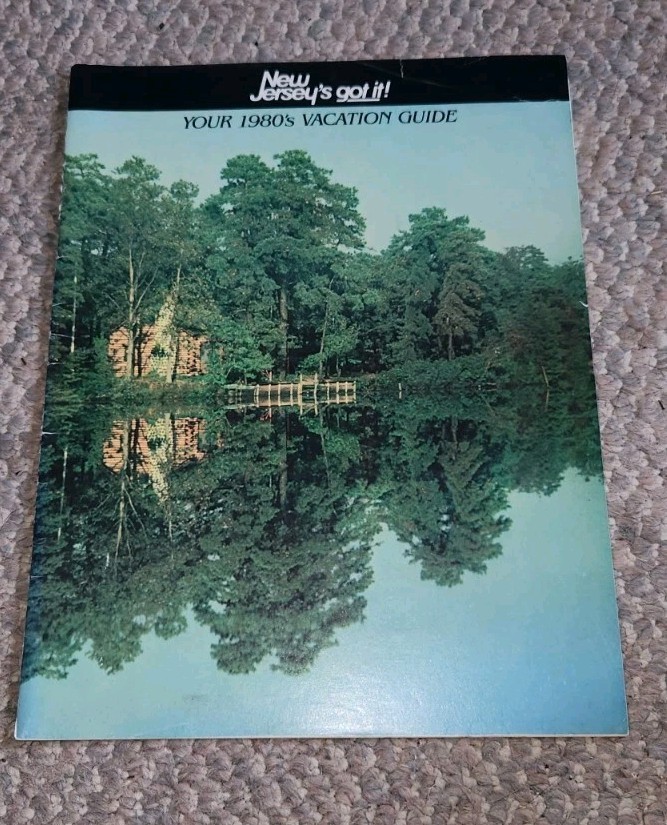 New
Jersey's got it!
YOUR 1980's VACATION GUIDE